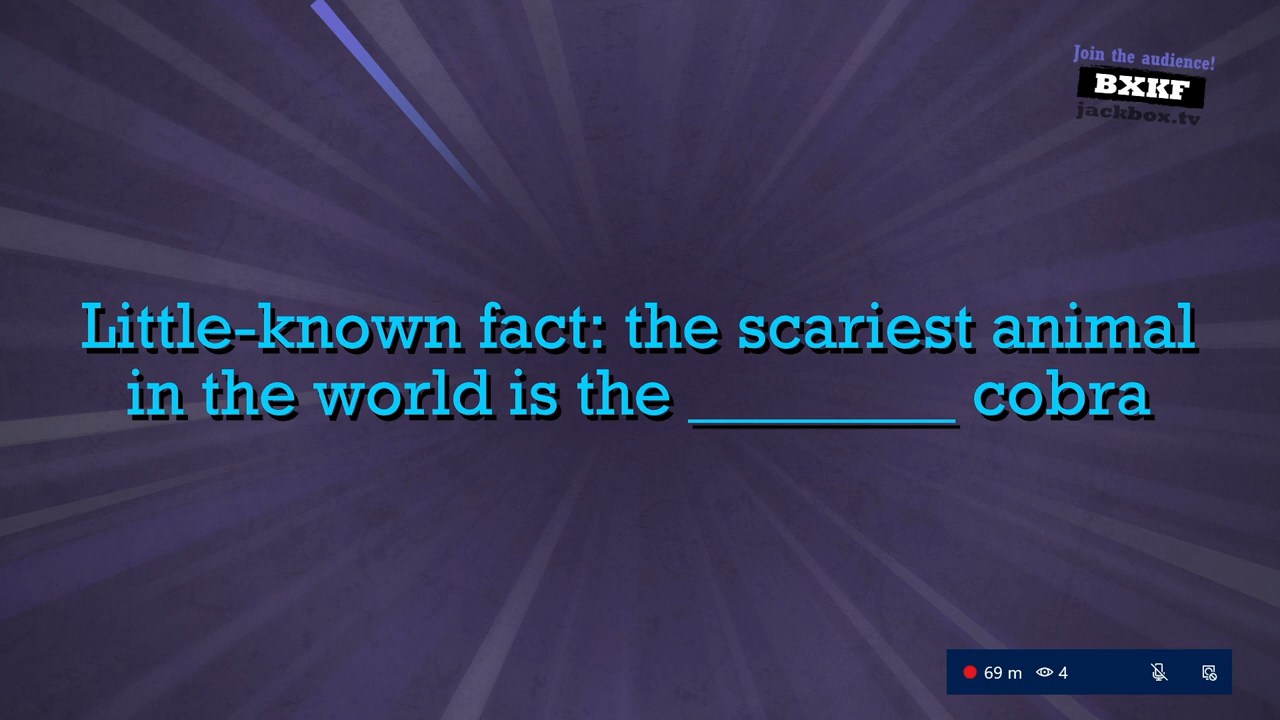 Join the audience!
BXKF
jackbox.tv
Little-known fact: the scariest animal
in the world is the ________ cobra
69 m 4